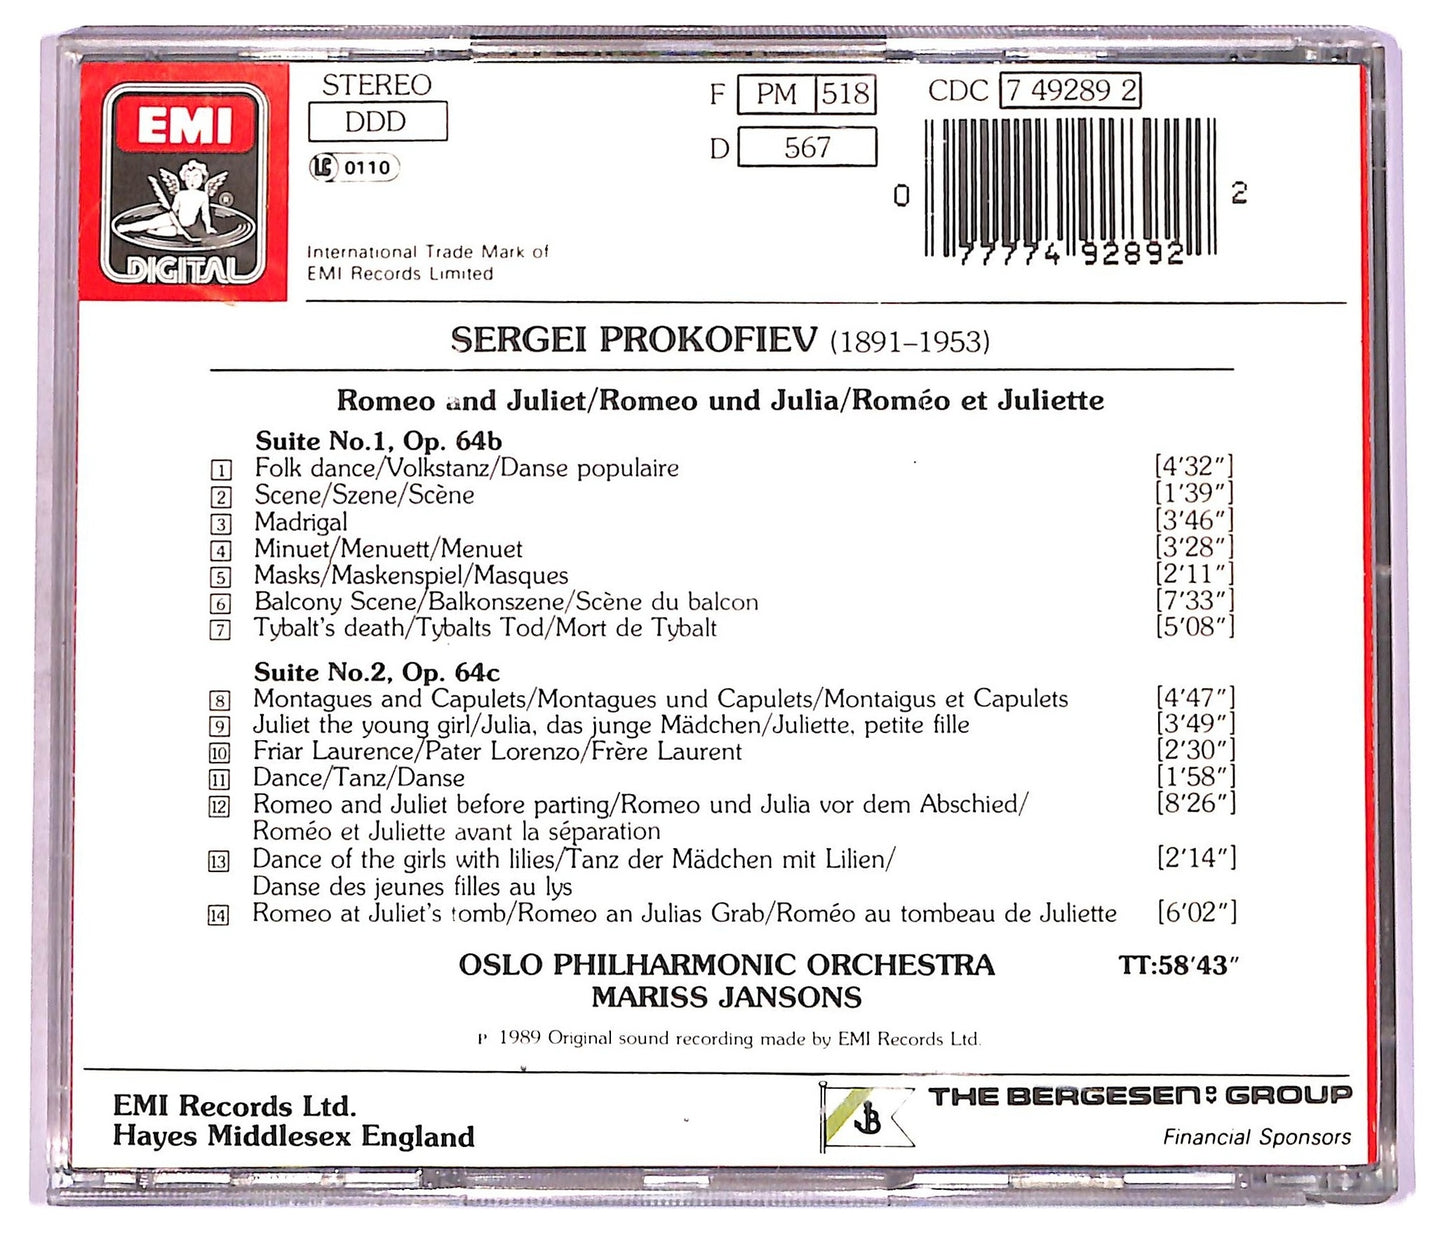 EMI
DIGITAL
®
STEREO
DDD
LC 0110
International Trade Mark of
EMI Records Limited
F PM 518
D 567
CDC 7 49289 2
0 77774 92892 2
SERGEI PROKOFIEV (1891–1953)
Romeo and Juliet/Romeo und Julia/Roméo et Juliette
Suite No.1, Op. 64b
1 Folk dance/Volkstanz/Danse populaire [4′32″]
2 Scene/Szene/Scène [1′39″]
3 Madrigal [3′46″]
4 Minuet/Menuett/Menuet [3′28″]
5 Masks/Maskenspiel/Masques [2′11″]
6 Balcony Scene/Balkonszene/Scène du balcon [7′33″]
7 Tybalt's death/Tybalts Tod/Mort de Tybalt [5′08″]
Suite No.2, Op. 64c
8 Montagues and Capulets/Montagues und Capulets/Montaigus et Capulets [4′47″]
9 Juliet the young girl/Julia, das junge Mädchen/Juliette, petite fille [3′49″]
10 Friar Laurence/Pater Lorenzo/Frère Laurent [2′30″]
11 Dance/Tanz/Danse [1′58″]
12 Romeo and Juliet before parting/Romeo und Julia vor dem Abschied/ [8′26″]
Roméo et Juliette avant la séparation
13 Dance of the girls with lilies/Tanz der Mädchen mit Lilien/ [2′14″]
Danse des jeunes filles au lys
14 Romeo at Juliet's tomb/Romeo an Julias Grab/Roméo au tombeau de Juliette [6′02″]
OSLO PHILHARMONIC ORCHESTRA TT:58′43″
MARISS JANSONS
P 1989 Original sound recording made by EMI Records Ltd.
EMI Records Ltd.
Hayes Middlesex England
B
THE BERGESEN D.Y. GROUP
Financial Sponsors